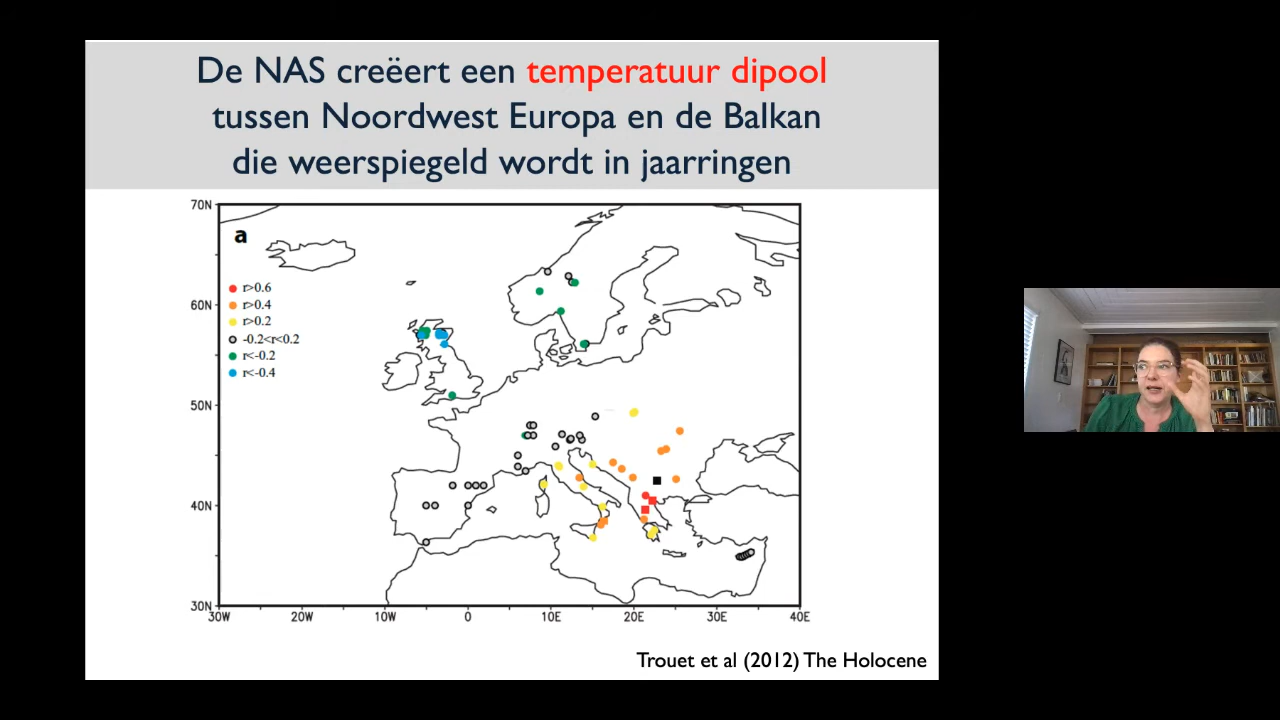 De NAS creëert een temperatuur dipool
tussen Noordwest Europa en de Balkan
die weerspiegeld wordt in jaarringen
70N
a
r>0.6
r>0.4
60N
r>0.2
-0.2<r<0.2
r<-0.2
r<-0.4
50N
40N
30N
30W 20W 10W 0 10E 20E 30E 40E
Trouet et al (2012) The Holocene